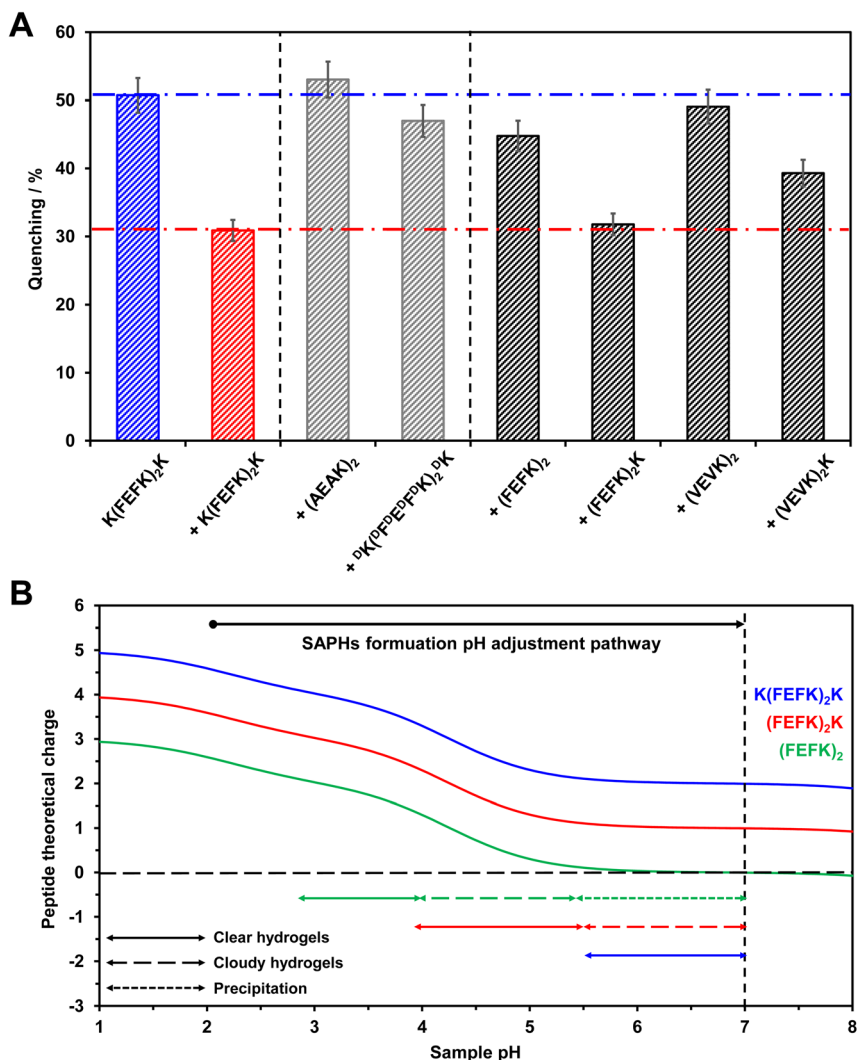 A
60
50
40
30
20
10
0
Quenching / %
K(FEFK)₂K
+ K(FEFK)₂K
+ (AEAK)₂
+ ᴰK(ᴰFᴰEᴰFᴰK)₂ᴰK
+ (FEFK)₂
+ (FEFK)₂K
+ (VEVK)₂
+ (VEVK)₂K
B
6
5
4
3
2
1
0
-1
-2
-3
Peptide theoretical charge
SAPHs formuation pH adjustment pathway
K(FEFK)₂K
(FEFK)₂K
(FEFK)₂
Clear hydrogels
Cloudy hydrogels
Precipitation
1 2 3 4 5 6 7 8
Sample pH